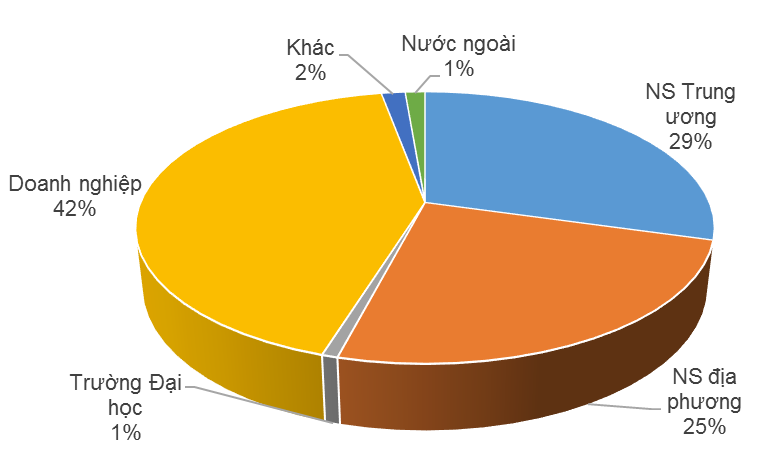 Khác
2%
Nước ngoài
1%
NS Trung
ương
29%
Doanh nghiệp
42%
Trường Đại
học
1%
NS địa
phương
25%